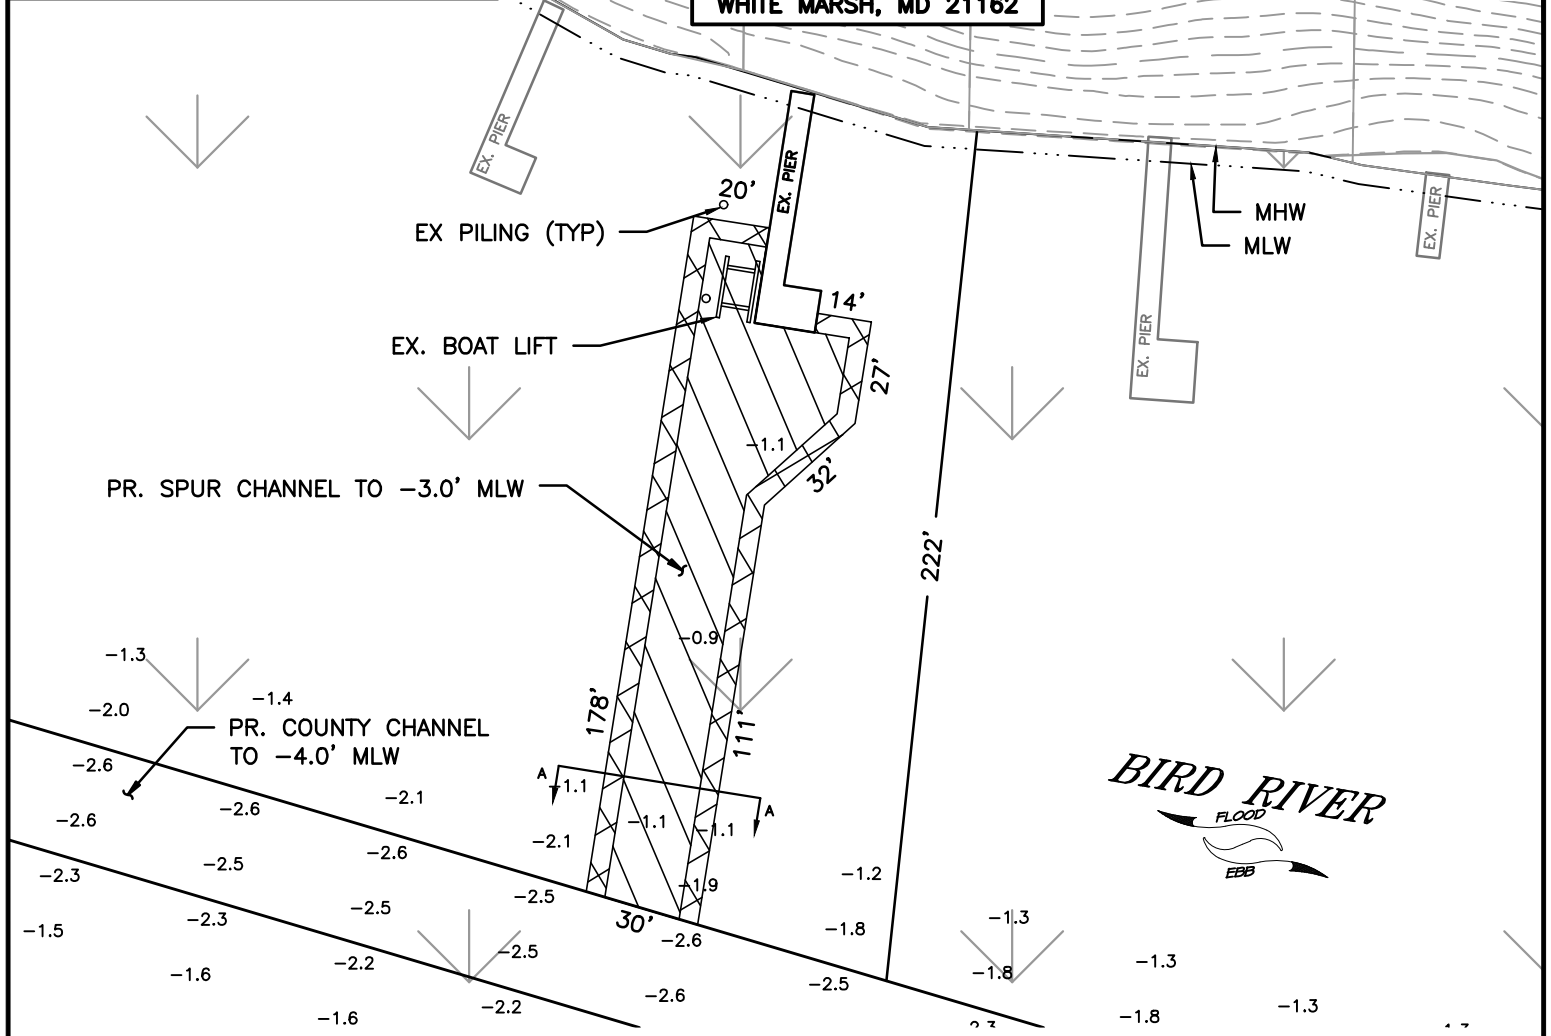 WHITE MARSH, MD 21162
EX. PIER
EX. PIER
20'
EX PILING (TYP)
MHW
MLW
EX. PIER
14'
EX. BOAT LIFT
EX. PIER
27'
-1.1
32'
PR. SPUR CHANNEL TO -3.0' MLW
222'
-0.9
-1.3
-1.4
-2.0
178'
111'
PR. COUNTY CHANNEL
TO -4.0' MLW
-2.6
A
-1.1
A
-2.1
-2.6
-2.6
-1.1
-1.1
BIRD RIVER
FLOOD
EBB
-2.1
-2.6
-2.5
-2.3
-1.2
-1.9
-2.5
-2.5
-2.3
30'
-1.3
-1.8
-1.5
-2.6
-2.5
-2.2
-1.6
-1.8
-1.3
-2.5
-2.6
-2.2
-1.3
-1.6
-1.8